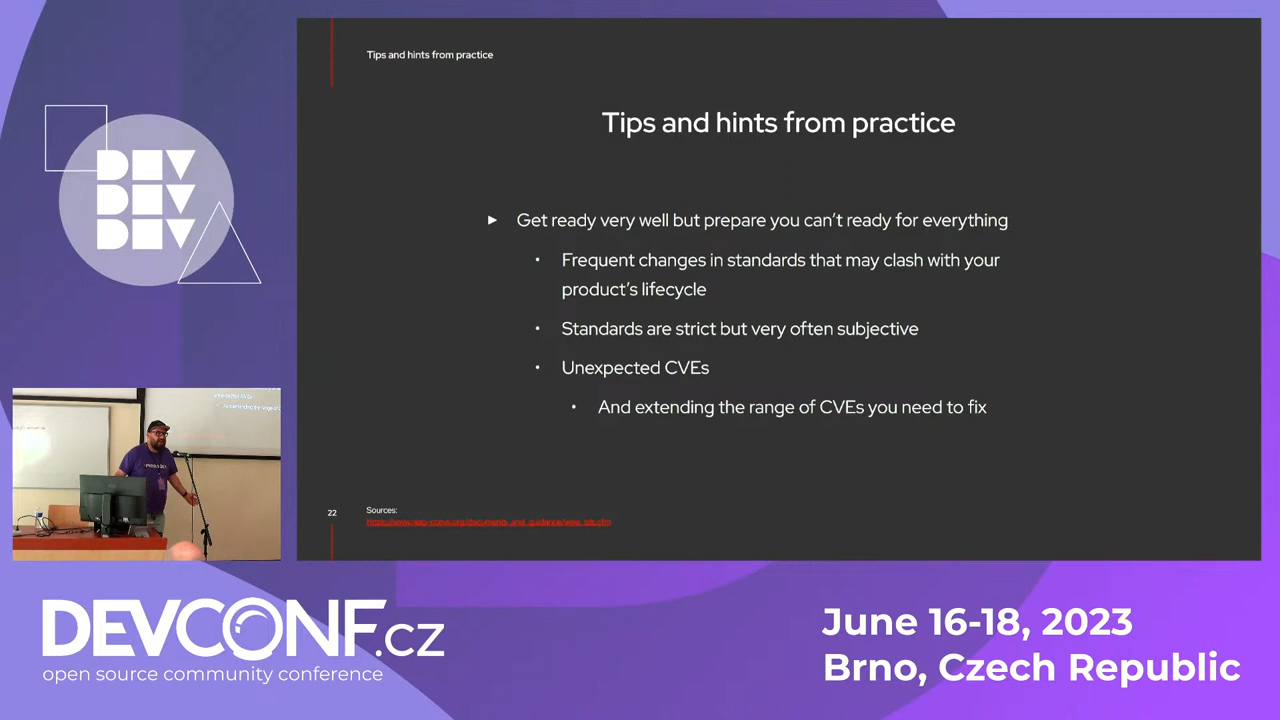 DEV
DEV
DEV
Tips and hints from practice
Tips and hints from practice
► Get ready very well but prepare you can't ready for everything
• Frequent changes in standards that may clash with your
product's lifecycle
• Standards are strict but very often subjective
• Unexpected CVEs
• And extending the range of CVEs you need to fix
22
Sources:
DEVCONF.cz
open source community conference
June 16-18, 2023
Brno, Czech Republic